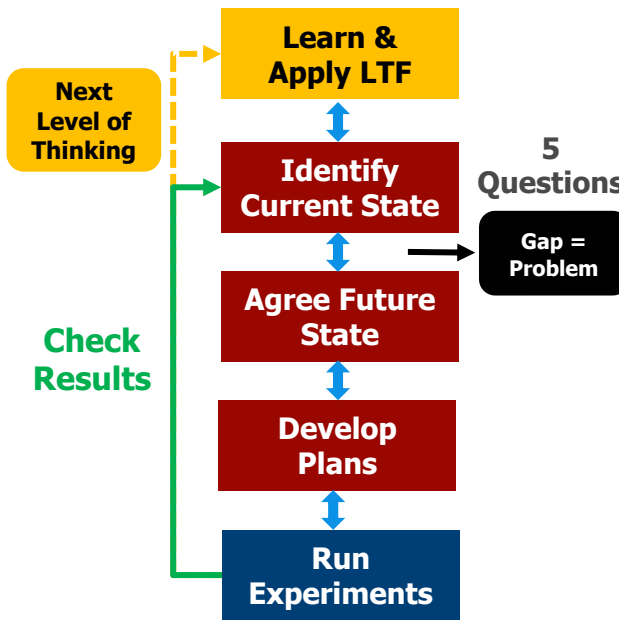 Learn &
Apply LTF
Next
Level of
Thinking
Identify
Current State
5
Questions
Gap =
Problem
Agree Future
State
Check
Results
Develop
Plans
Run
Experiments